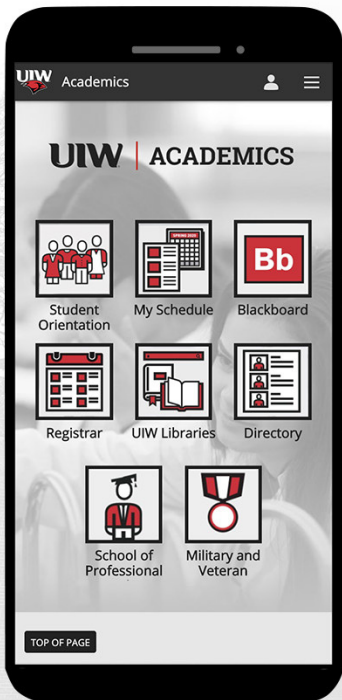 UIW
Academics
UIW | ACADEMICS
SPRING 2025
Bb
Student
Orientation
My Schedule
Blackboard
Registrar
UIW Libraries
Directory
School of
Professional
Military and
Veteran
TOP OF PAGE